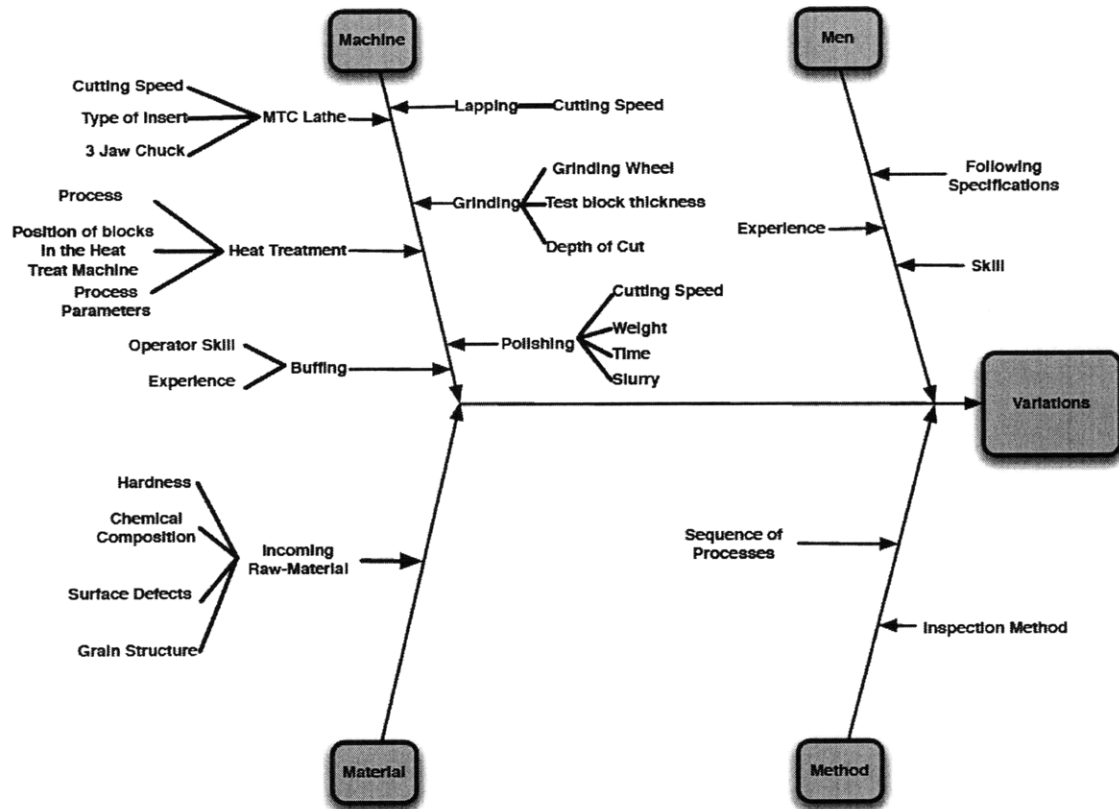 Machine
Men
Cutting Speed
Type of Insert
3 Jaw Chuck
MTC Lathe
Lapping
Cutting Speed
Grinding
Grinding Wheel
Test block thickness
Depth of Cut
Process
Position of blocks
In the Heat
Treat Machine
Process
Parameters
Heat Treatment
Polishing
Cutting Speed
Weight
Time
Slurry
Operator Skill
Experience
Buffing
Following
Specifications
Experience
Skill
Variations
Hardness
Chemical
Composition
Surface Defects
Grain Structure
Incoming
Raw-Material
Sequence of
Processes
Inspection Method
Material
Method